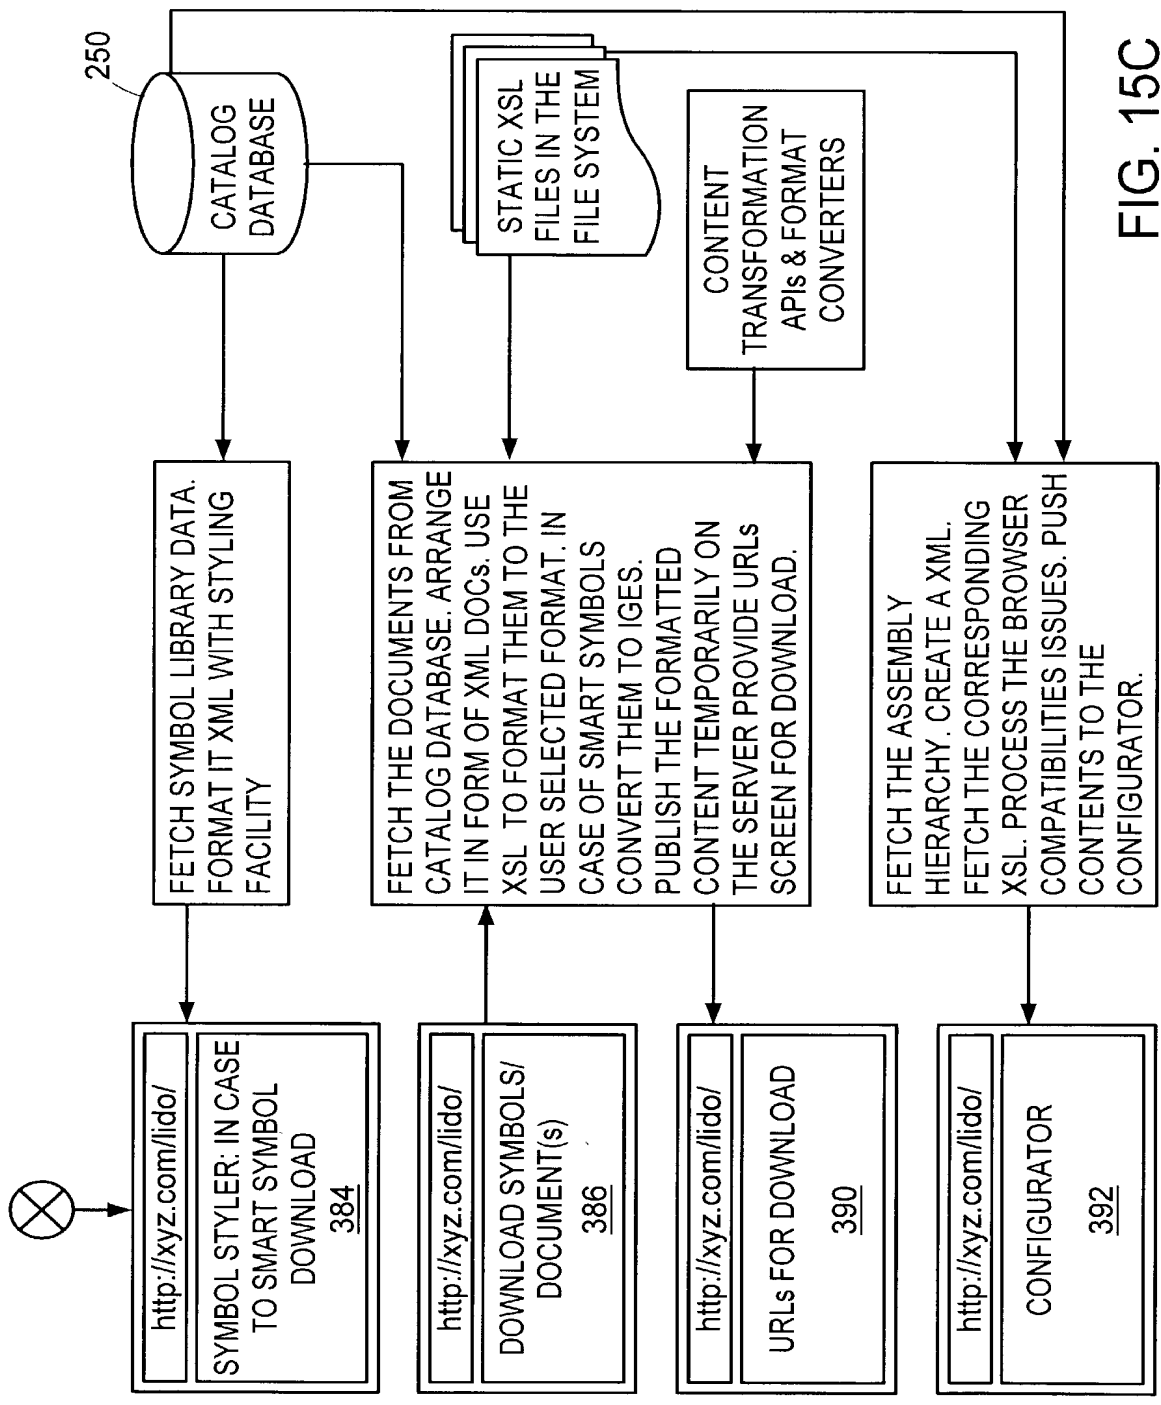 http://xyz.com/lido/
SYMBOL STYLER: IN CASE
TO SMART SYMBOL
DOWNLOAD
384
http://xyz.com/lido/
DOWNLOAD SYMBOLS/
DOCUMENT(s)
386
http://xyz.com/lido/
URLs FOR DOWNLOAD
390
http://xyz.com/lido/
CONFIGURATOR
392
FETCH SYMBOL LIBRARY DATA.
FORMAT IT XML WITH STYLING
FACILITY
FETCH THE DOCUMENTS FROM
CATALOG DATABASE. ARRANGE
IT IN FORM OF XML DOCs. USE
XSL TO FORMAT THEM TO THE
USER SELECTED FORMAT. IN
CASE OF SMART SYMBOLS
CONVERT THEM TO IGES.
PUBLISH THE FORMATTED
CONTENT TEMPORARILY ON
THE SERVER PROVIDE URLs
SCREEN FOR DOWNLOAD.
FETCH THE ASSEMBLY
HIERARCHY. CREATE A XML.
FETCH THE CORRESPONDING
XSL. PROCESS THE BROWSER
COMPATIBILITIES ISSUES. PUSH
CONTENTS TO THE
CONFIGURATOR.
250
CATALOG
DATABASE
STATIC XSL
FILES IN THE
FILE SYSTEM
CONTENT
TRANSFORMATION
APIs & FORMAT
CONVERTERS
FIG. 15C